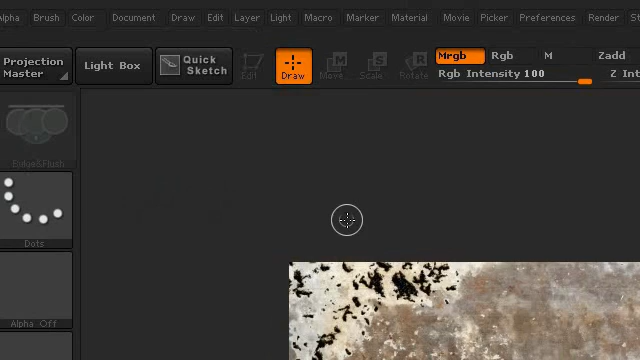 Alpha Brush Color Document Draw Edit Layer Light Macro Marker Material Movie Picker Preferences Render
Projection Master
Light Box
Quick Sketch
Edit
Draw
Move
Scale
Rotate
Mrgb Rgb M Zadd
Rgb Intensity 100 Z Int
Dots
Alpha Off